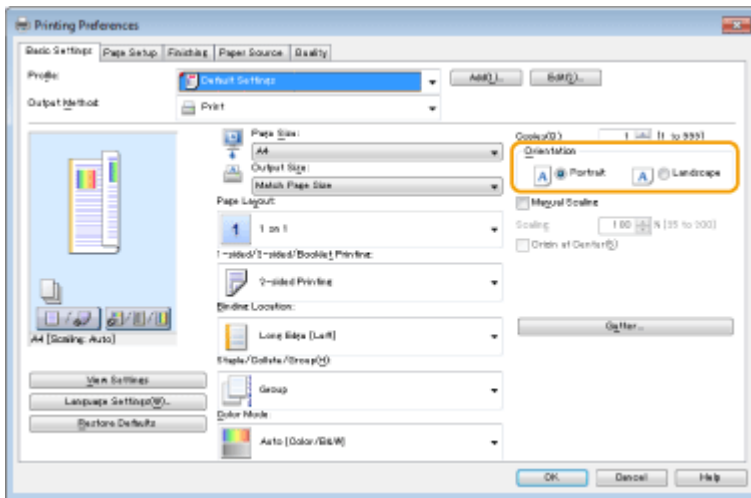 Printing Preferences
Basic Settings Page Setup Finishing Paper Source Quality
Profile: Default Settings Add(1)... Edit(2)...
Output Method: Print
Page Size:
A4
Output Size:
Match Page Size
Page Layout:
1 1 on 1
1-sided/2-sided/Booklet Printing:
2-sided Printing
Binding Location:
Long Edge [Left]
Staple/Collate/Group(H)
Group
Color Mode:
Auto [Color/B&W]
A4 [Scaling: Auto]
View Settings
Language Settings(W)...
Restore Defaults
Copies(G:) 1 [1 to 999]
Orientation
A Portrait A Landscape
Manual Scaling
Scaling: 100 % [25 to 200]
Origin at Center(5)
Gutter...
OK Cancel Help